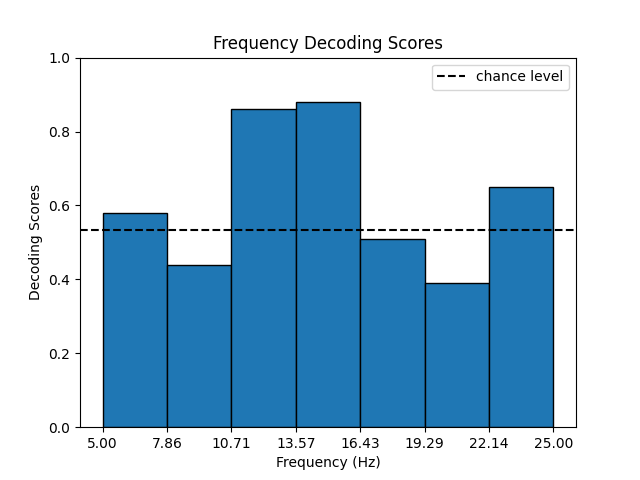 Frequency Decoding Scores
1.0
chance level
0.8
0.6
0.4
0.2
0.0
Decoding Scores
5.00 7.86 10.71 13.57 16.43 19.29 22.14 25.00
Frequency (Hz)